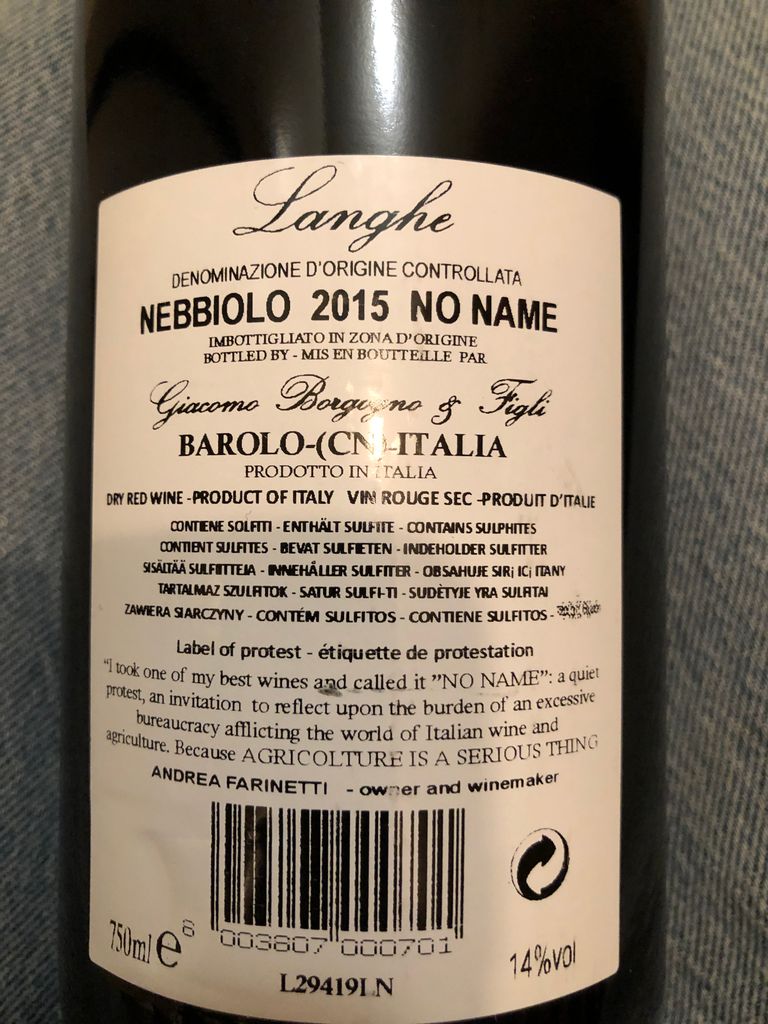 Langhe
DENOMINAZIONE D'ORIGINE CONTROLLATA
NEBBIOLO 2015 NO NAME
IMBOTTIGLIATO IN ZONA D'ORIGINE
BOTTLED BY - MIS EN BOUTTEILLE PAR
Giacomo Borgogno & Figli
BAROLO-(CN)-ITALIA
PRODOTTO IN ITALIA
DRY RED WINE -PRODUCT OF ITALY VIN ROUGE SEC -PRODUIT D'ITALIE
CONTIENE SOLFITI - ENTHÄLT SULFITE - CONTAINS SULPHITES
CONTIENT SULFITES - BEVAT SULFIETEN - INDEHOLDER SULFITTER
SISÄLTÄÄ SULFIITTEJA - INNEHÅLLER SULFITER - OBSAHUJE SIR¡ IC¡ ITANY
TARTALMAZ SZULFITOK - SATUR SULFI-TI - SUDĖTYJE YRA SULFITAI
ZAWIERA SIARCZYNY - CONTÉM SULFITOS - CONTIENE SULFITOS -
Label of protest - étiquette de protestation
"I took one of my best wines and called it "NO NAME": a quiet
protest, an invitation to reflect upon the burden of an excessive
bureaucracy afflicting the world of Italian wine and
agriculture. Because AGRICOLTURE IS A SERIOUS THING
ANDREA FARINETTI - owner and winemaker
750ml e
8 003807 000701
14%vol
L29419LN